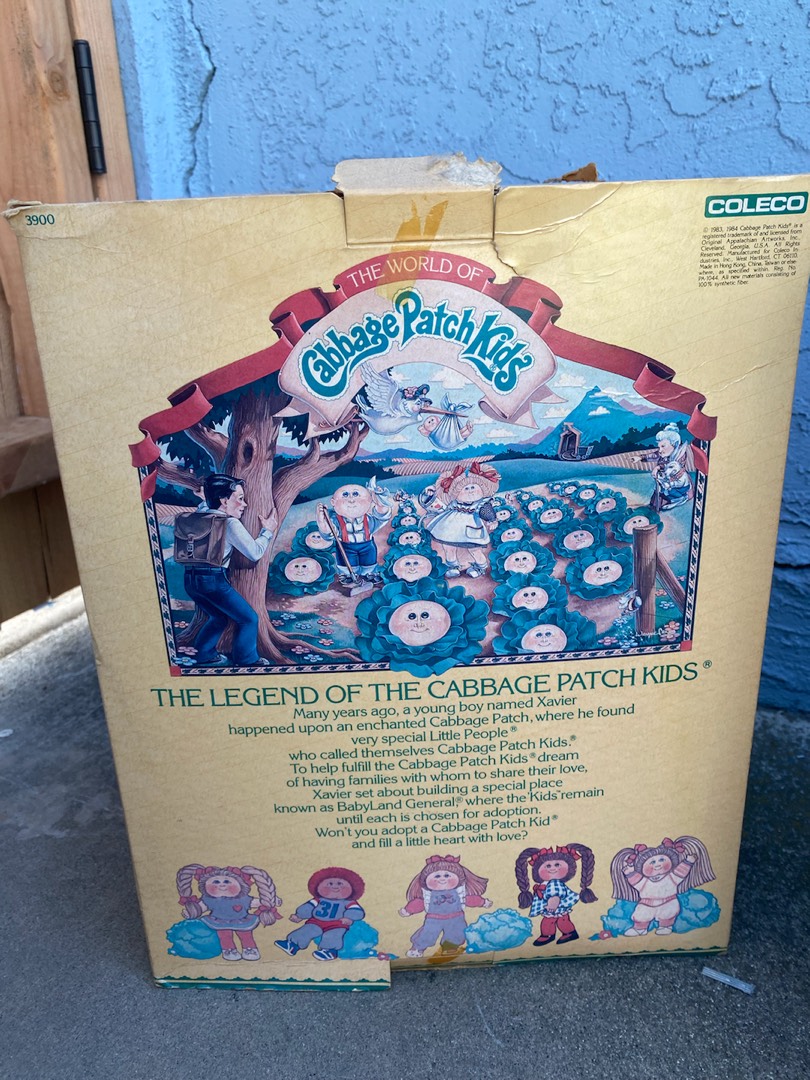 3900
COLECO
© 1983, 1984 Cabbage Patch Kids® is a
registered trademark of and licensed from
Original Appalachian Artworks, Inc.,
Cleveland, Georgia, U.S.A. All Rights
Reserved. Manufactured for Coleco In-
dustries, Inc., West Hartford, CT 06110.
Made in Hong Kong, China, Taiwan or else-
where, as specified within. Reg. No.
PA-1044. All new materials consisting of
100% synthetic fiber.
THE WORLD OF
Cabbage Patch Kids®
THE LEGEND OF THE CABBAGE PATCH KIDS®
Many years ago, a young boy named Xavier
happened upon an enchanted Cabbage Patch, where he found
very special Little People®
who called themselves Cabbage Patch Kids.®
To help fulfill the Cabbage Patch Kids® dream
of having families with whom to share their love,
Xavier set about building a special place
known as BabyLand General® where the 'Kids' remain
until each is chosen for adoption.
Won't you adopt a Cabbage Patch Kid®
and fill a little heart with love?
31